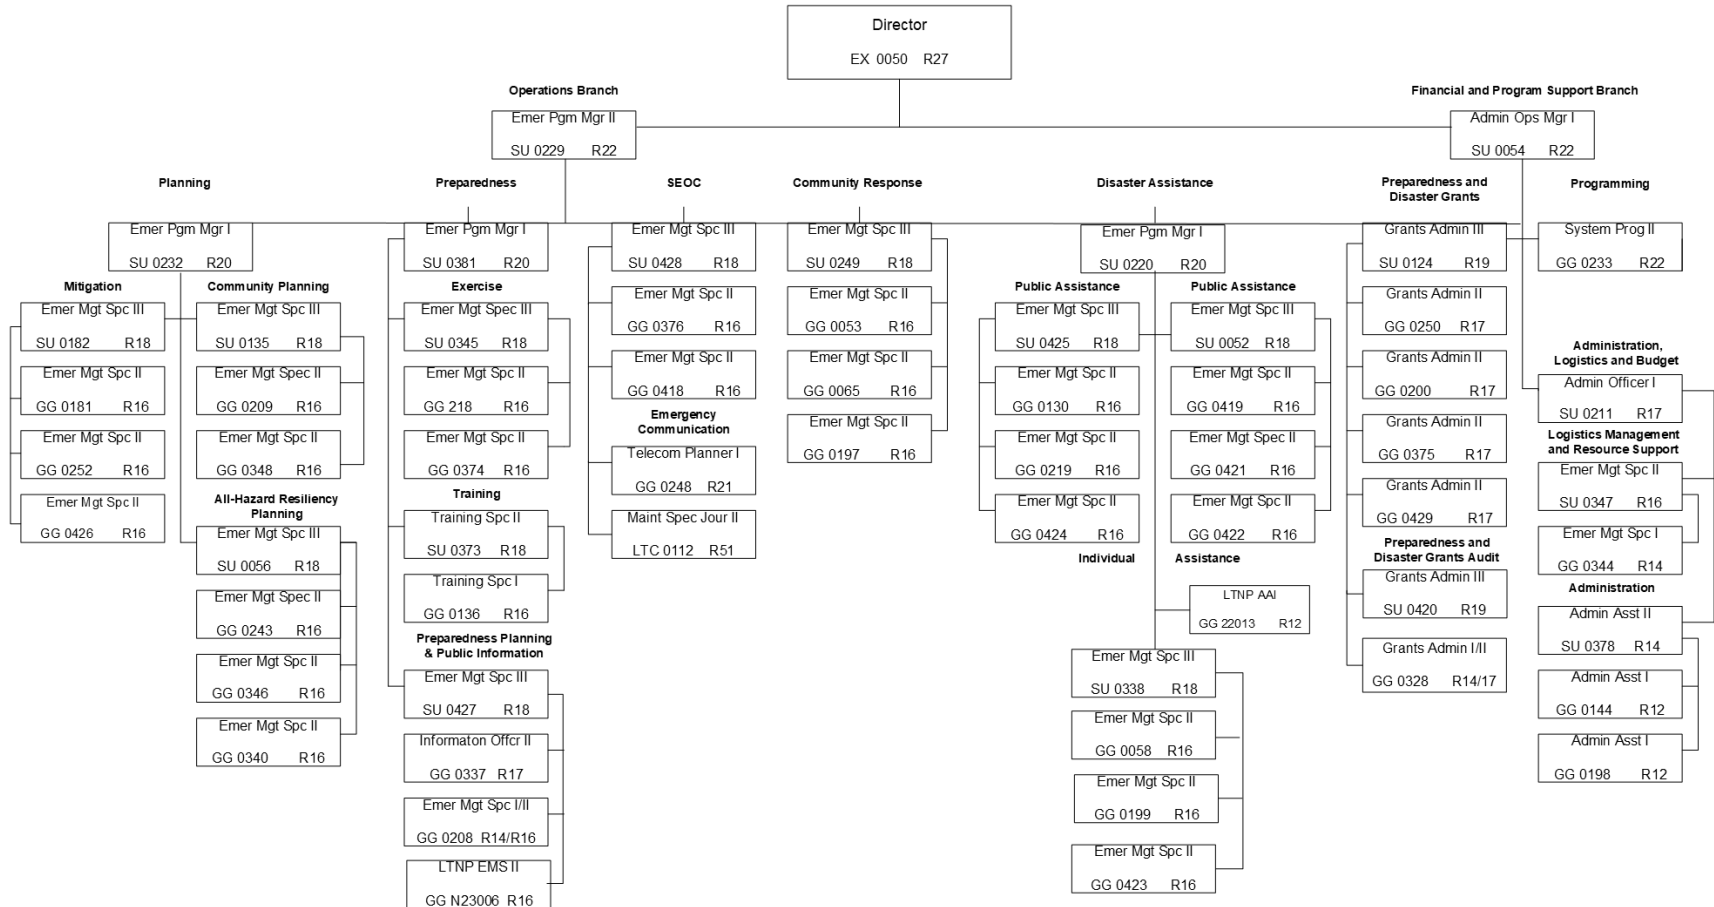 Director
EX 0050 R27
Operations Branch
Emer Pgm Mgr II
SU 0229 R22
Financial and Program Support Branch
Admin Ops Mgr I
SU 0054 R22
Planning
Emer Pgm Mgr I
SU 0232 R20
Mitigation
Emer Mgt Spc III
SU 0182 R18
Emer Mgt Spc II
GG 0181 R16
Emer Mgt Spc II
GG 0252 R16
Emer Mgt Spc II
GG 0426 R16
Community Planning
Emer Mgt Spc III
SU 0135 R18
Emer Mgt Spec II
GG 0209 R16
Emer Mgt Spc II
GG 0348 R16
All-Hazard Resiliency
Planning
Emer Mgt Spc III
SU 0056 R18
Emer Mgt Spec II
GG 0243 R16
Emer Mgt Spc II
GG 0346 R16
Emer Mgt Spc II
GG 0340 R16
Preparedness
Emer Pgm Mgr I
SU 0381 R20
Exercise
Emer Mgt Spec III
SU 0345 R18
Emer Mgt Spc II
GG 218 R16
Emer Mgt Spc II
GG 0374 R16
Training
Training Spc II
SU 0373 R18
Training Spc I
GG 0136 R16
Preparedness Planning
& Public Information
Emer Mgt Spc III
SU 0427 R18
Informaton Offcr II
GG 0337 R17
Emer Mgt Spc I/II
GG 0208 R14/R16
LTNP EMS II
GG N23006 R16
SEOC
Emer Mgt Spc III
SU 0428 R18
Emer Mgt Spc II
GG 0376 R16
Emer Mgt Spc II
GG 0418 R16
Emergency
Communication
Telecom Planner I
GG 0248 R21
Maint Spec Jour II
LTC 0112 R51
Community Response
Emer Mgt Spc III
SU 0249 R18
Emer Mgt Spc II
GG 0053 R16
Emer Mgt Spc II
GG 0065 R16
Emer Mgt Spc II
GG 0197 R16
Disaster Assistance
Emer Pgm Mgr I
SU 0220 R20
Public Assistance
Emer Mgt Spc III
SU 0425 R18
Emer Mgt Spc II
GG 0130 R16
Emer Mgt Spc II
GG 0219 R16
Emer Mgt Spc II
GG 0424 R16
Public Assistance
Emer Mgt Spec III
SU 0052 R18
Emer Mgt Spc II
GG 0419 R16
Emer Mgt Spec II
GG 0421 R16
Emer Mgt Spc II
GG 0422 R16
Individual Assistance
LTNP AAI
GG 22013 R12
Emer Mgt Spc III
SU 0338 R18
Emer Mgt Spc II
GG 0058 R16
Emer Mgt Spc II
GG 0199 R16
Emer Mgt Spc II
GG 0423 R16
Preparedness and
Disaster Grants
Grants Admin III
SU 0124 R19
Grants Admin II
GG 0250 R17
Grants Admin II
GG 0200 R17
Grants Admin II
GG 0375 R17
Grants Admin II
GG 0429 R17
Preparedness and
Disaster Grants Audit
Grants Admin III
SU 0420 R19
Grants Admin I/II
GG 0328 R14/17
Programming
System Prog II
GG 0233 R22
Administration,
Logistics and Budget
Admin Officer I
SU 0211 R17
Logistics Management
and Resource Support
Emer Mgt Spc II
SU 0347 R16
Emer Mgt Spc I
GG 0344 R14
Administration
Admin Asst II
SU 0378 R14
Admin Asst I
GG 0144 R12
Admin Asst I
GG 0198 R12